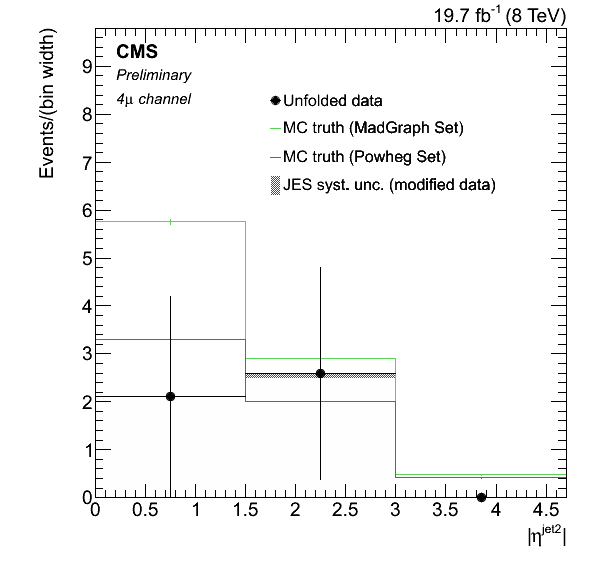 19.7 fb⁻¹ (8 TeV)
Events/(bin width)
CMS
Preliminary
4μ channel
Unfolded data
MC truth (MadGraph Set)
MC truth (Powheg Set)
JES syst. unc. (modified data)
9
8
7
6
5
4
3
2
1
0
0 0.5 1 1.5 2 2.5 3 3.5 4 4.5
|η^jet2|